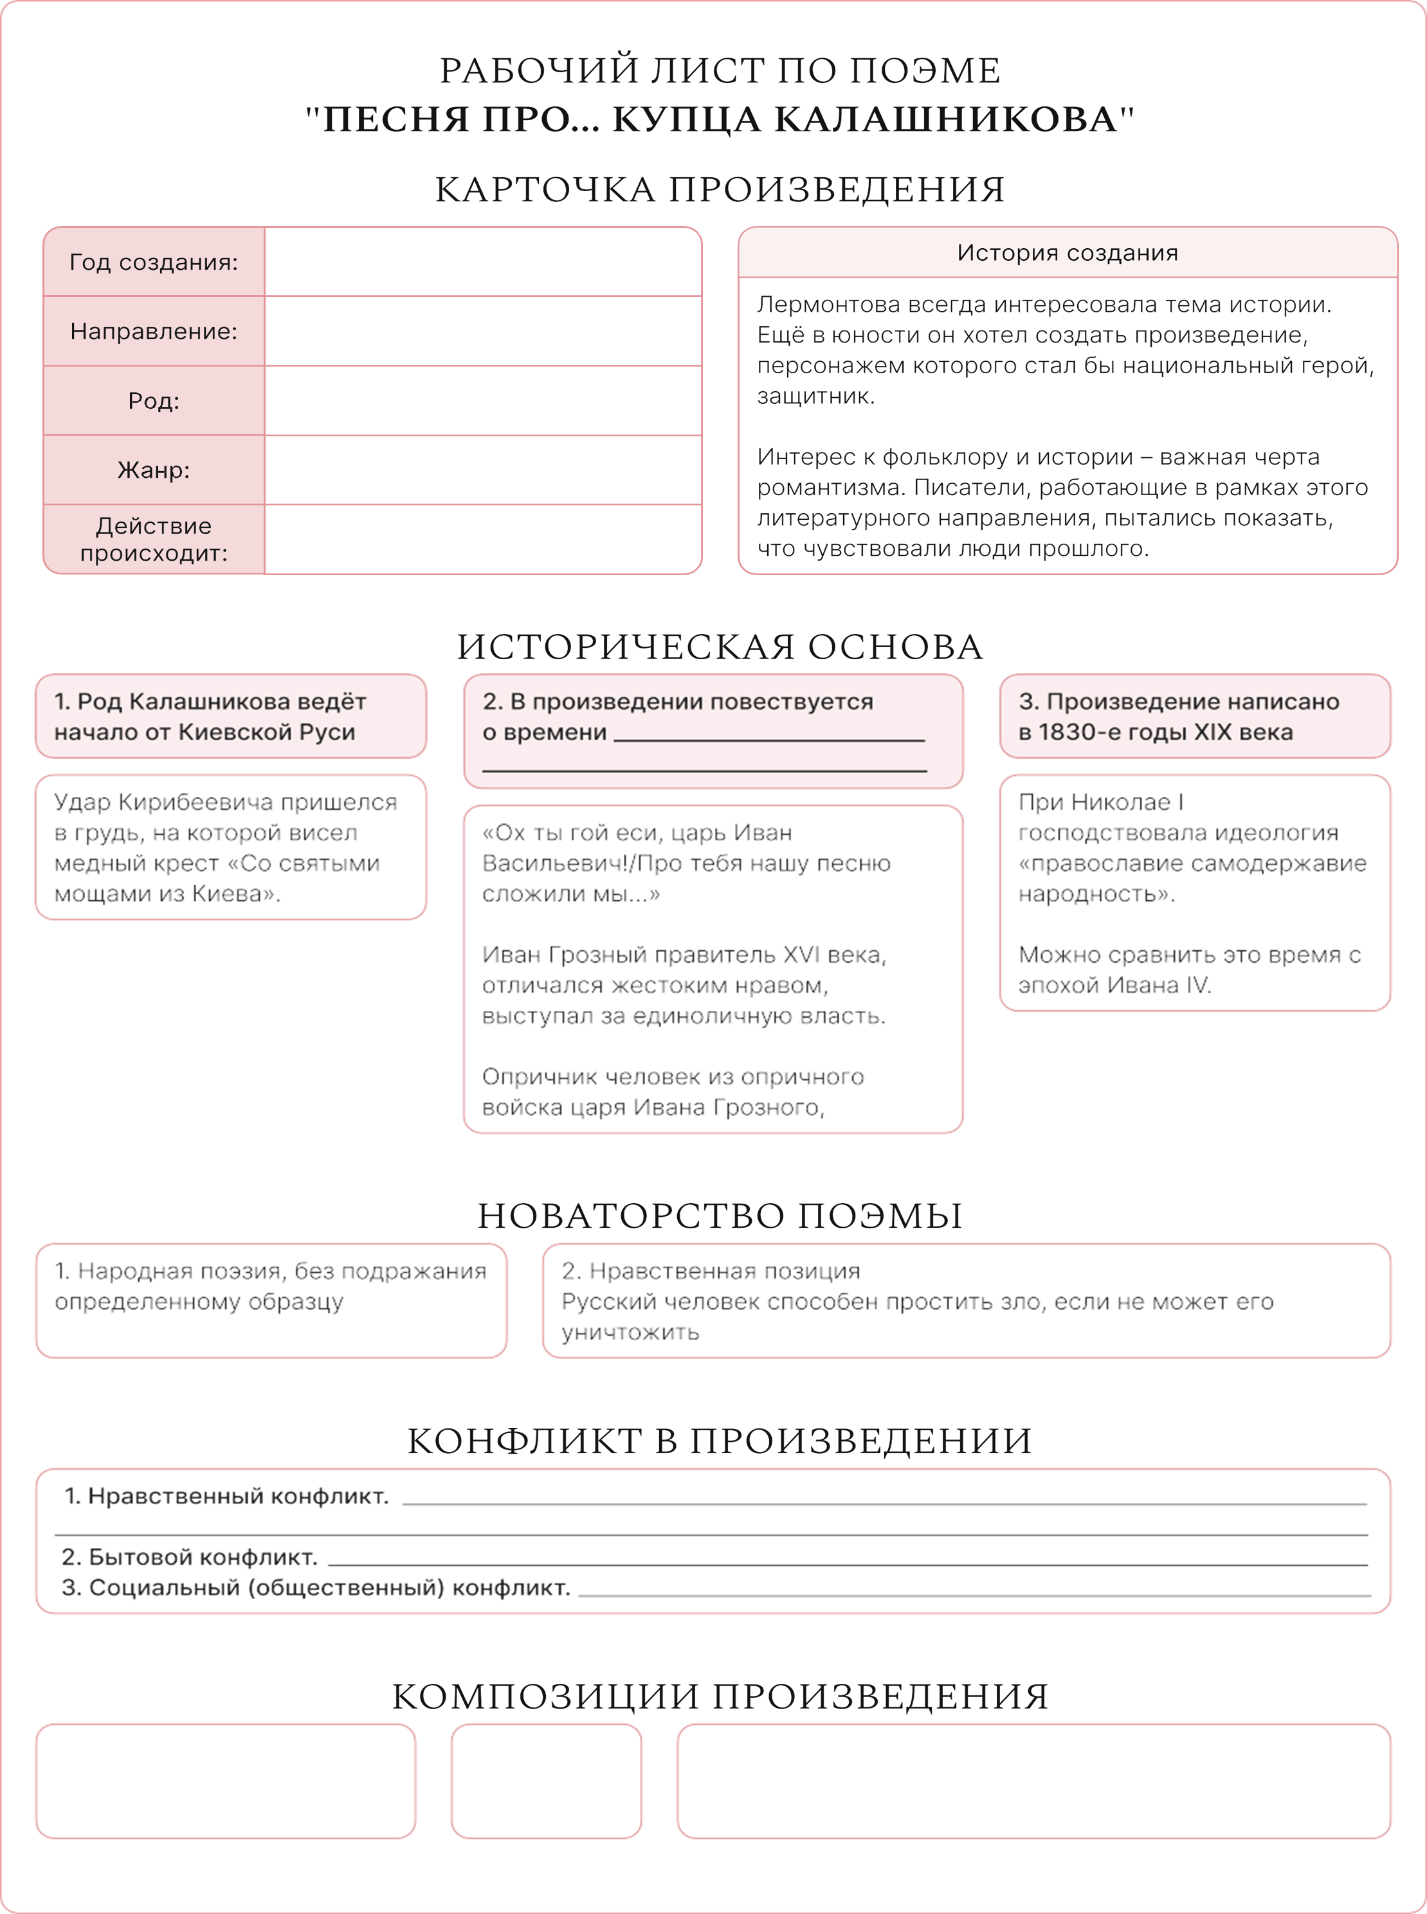 РАБОЧИЙ ЛИСТ ПО ПОЭМЕ
"ПЕСНЯ ПРО... КУПЦА КАЛАШНИКОВА"
КАРТОЧКА ПРОИЗВЕДЕНИЯ
Год создания:
Направление:
Род:
Жанр:
Действие
происходит:
История создания
Лермонтова всегда интересовала тема истории.
Ещё в юности он хотел создать произведение,
персонажем которого стал бы национальный герой,
защитник.
Интерес к фольклору и истории – важная черта
романтизма. Писатели, работающие в рамках этого
литературного направления, пытались показать,
что чувствовали люди прошлого.
ИСТОРИЧЕСКАЯ ОСНОВА
1. Род Калашникова ведёт
начало от Киевской Руси
Удар Кирибеевича пришелся
в грудь, на которой висел
медный крест «Со святыми
мощами из Киева».
2. В произведении повествуется
о времени
«Ох ты гой еси, царь Иван
Васильевич!/Про тебя нашу песню
сложили мы...»
Иван Грозный правитель XVI века,
отличался жестоким нравом,
выступал за единоличную власть.
Опричник человек из опричного
войска царя Ивана Грозного,
3. Произведение написано
в 1830-е годы XIX века
При Николае I
господствовала идеология
«православие самодержавие
народность».
Можно сравнить это время с
эпохой Ивана IV.
НОВАТОРСТВО ПОЭМЫ
1. Народная поэзия, без подражания
определенному образцу
2. Нравственная позиция
Русский человек способен простить зло, если не может его
уничтожить
КОНФЛИКТ В ПРОИЗВЕДЕНИИ
1. Нравственный конфликт.
2. Бытовой конфликт.
3. Социальный (общественный) конфликт.
КОМПОЗИЦИИ ПРОИЗВЕДЕНИЯ